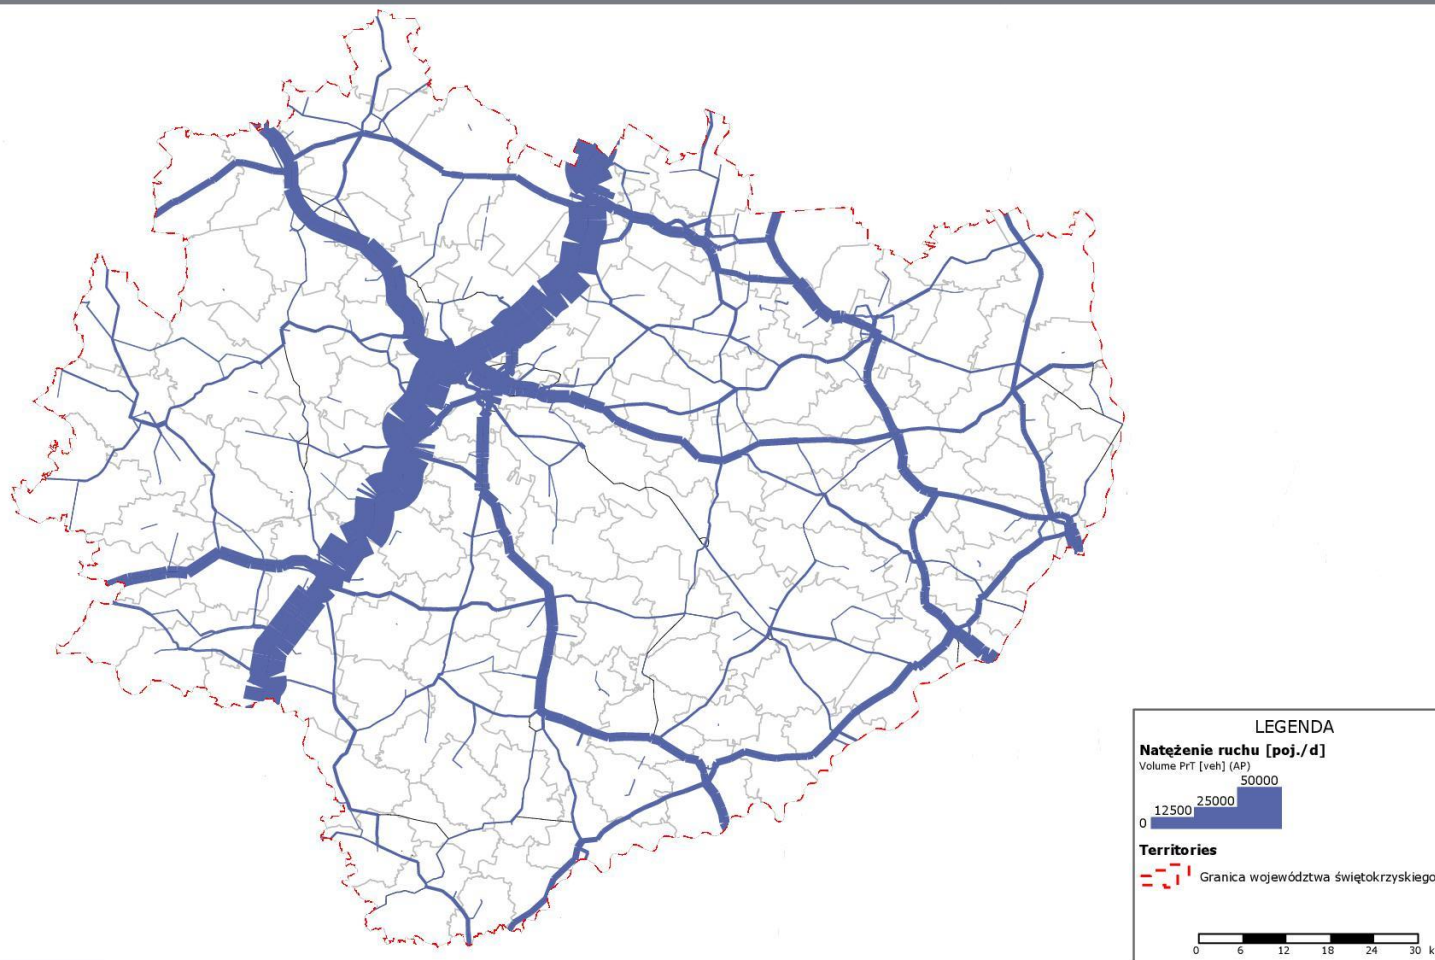 LEGENDA
Natężenie ruchu [poj./d]
Volume PrT [veh] (AP)
0 12500 25000 50000
Territories
Granica województwa świętokrzyskiego
0 6 12 18 24 30 k